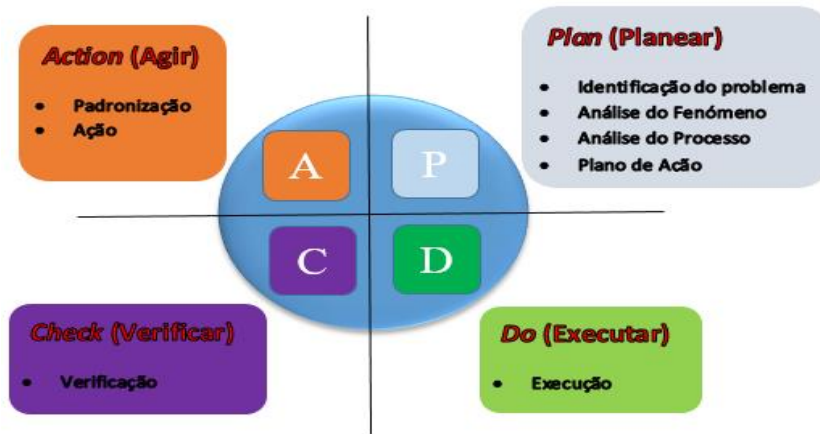 Action (Agir)
• Padronização
• Ação
Plan (Planear)
• Identificação do problema
• Análise do Fenómeno
• Análise do Processo
• Plano de Ação
A
P
C
D
Check (Verificar)
• Verificação
Do (Executar)
• Execução